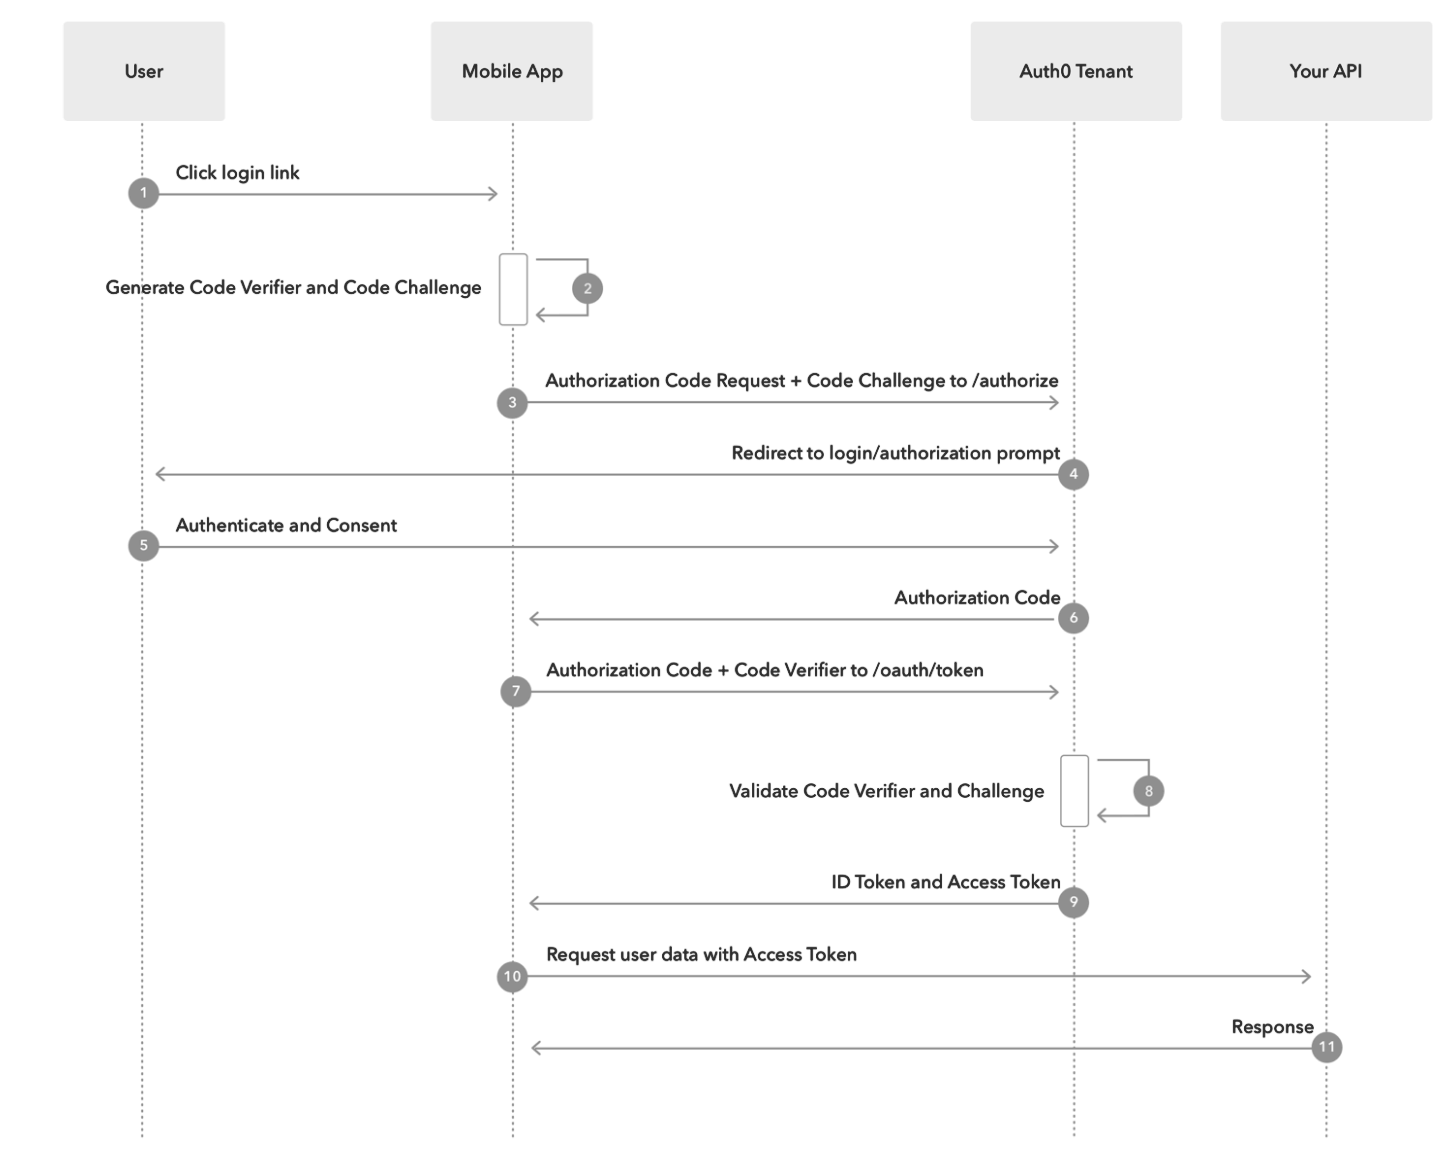 User
Mobile App
Auth0 Tenant
Your API
Click login link
1
Generate Code Verifier and Code Challenge
2
Authorization Code Request + Code Challenge to /authorize
3
Redirect to login/authorization prompt
4
Authenticate and Consent
5
Authorization Code
6
Authorization Code + Code Verifier to /oauth/token
7
Validate Code Verifier and Challenge
8
ID Token and Access Token
9
Request user data with Access Token
10
Response
11